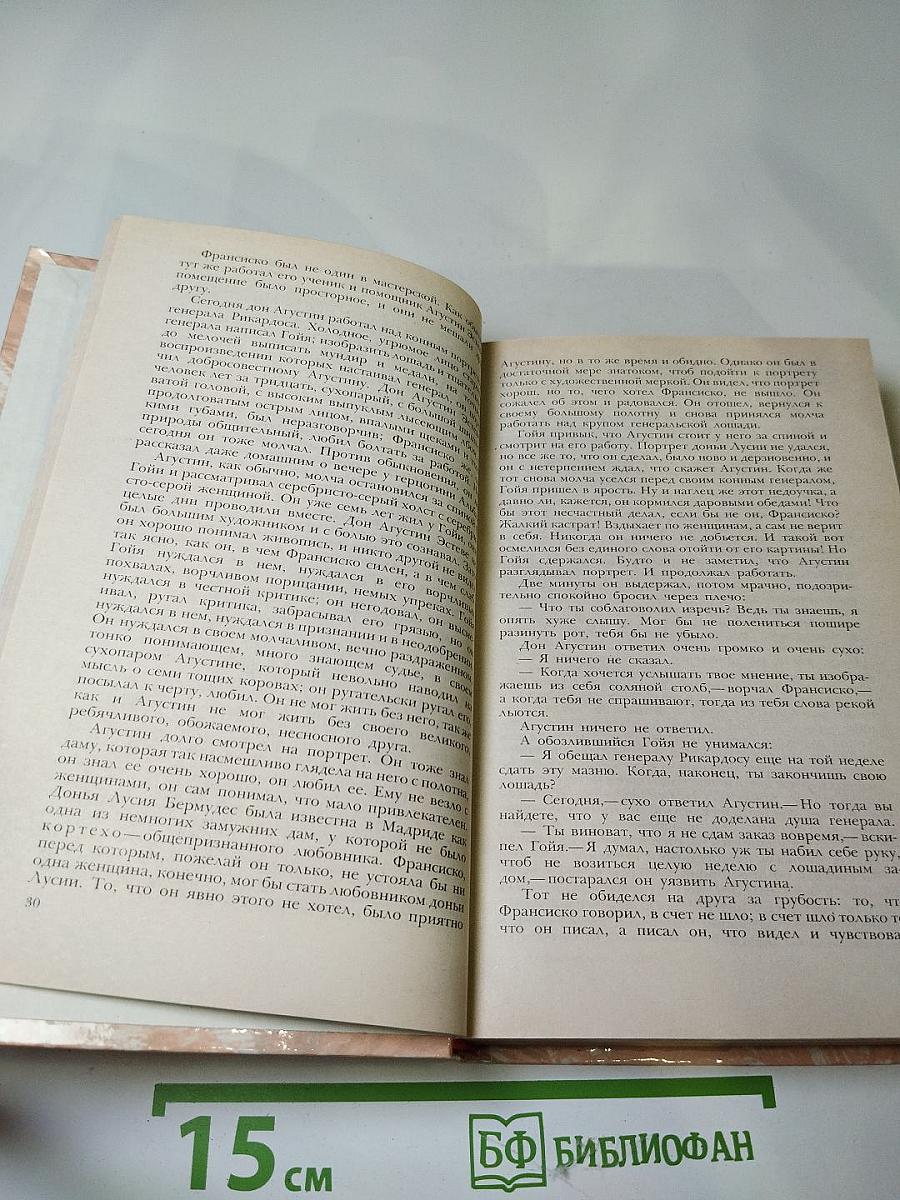 Франсиско был не один в мастерской. Как
тут же работал его ученик и помощник Агустин
помещение было просторное, и они не мешали
другу.
Сегодня дон Агустин работал над конным
генерала Рикардоса. Холодное, угрюмое лицо
генерала написал Гойя; изобразить лошадь и
до мелочей выписать мундир и медали, на
воспроизведении которых настаивал генерал,
чил добросовестному Агустину. Дон Агустин
человек лет за тридцать, сухопарый, с большой
ватой головой, с высоким выпуклым лысеющим
продолговатым острым лицом, впалыми щеками и
кими губами, был неразговорчив; Франсиско же
природы общительный, любил болтать за работой,
сегодня он тоже молчал. Против обыкновения, он
рассказал даже домашним о вечере у герцогини
Агустин, как обычно, молча остановился за спиной
Гойи и рассматривал серебристо-серый холст с
сто-серой женщиной. Он уже семь лет жил у Гойи,
целые дни проводили вместе. Дон Агустин Эстеве
был большим художником и с болью это сознавал.
он хорошо понимал живопись, и никто другой не
так ясно, как он, в чем Франсиско силен, а в чем
Гойя нуждался в нем, нуждался в его ворчливых
похвалах, ворчливом порицании, немых упреках. Гойя
нуждался в честной критике; он негодовал, он
ивал, ругал критика, забрасывал его грязью, но
нуждался в нем, нуждался в признании и в неодобрении.
Он нуждался в своем молчаливом, вечно раздраженном,
тонко понимающем, много знающем судье, в своем
сухопаром Агустине, который невольно наводил на
мысль о семи тощих коровах; он ругательски ругал его,
посылал к черту, любил. Он не мог жить без него, так же
как и Агустин не мог жить без своего великого,
ребячливого, обожаемого, несносного друга.
Агустин долго смотрел на портрет. Он тоже знал
даму, которая так насмешливо глядела на него с полотна,
он знал ее очень хорошо, он любил ее. Ему не везло с
женщинами, он сам понимал, что мало привлекателен.
Донья Лусия Бермудес была известна в Мадриде как
одна из немногих замужних дам, у которой не было
кортехо — общепризнанного любовника. Франсиско,
перед которым, пожелай он только, не устояла бы ни
одна женщина, конечно, мог бы стать любовником доньи
Лусии. То, что он явно этого не хотел, было приятно
30
Агустину, но в то же время и обидно. Однако он был в
достаточной мере знатоком, чтоб подойти к портрету
только с художественной меркой. Он видел, что портрет
хорош, но то, чего хотел Франсиско, не вышло. Он
сожалел об этом и радовался. Он отошел, вернулся к
своему большому полотну и снова принялся молча
работать над крупом генеральской лошади.
Гойя привык, что Агустин стоит у него за спиной и
смотрит на его работу. Портрет доньи Лусии не удался,
но все же то, что он сделал, было ново и дерзновенно, и
он с нетерпением ждал, что скажет Агустин. Когда же
тот снова молча уселся перед своим конным генералом,
Гойя пришел в ярость. Ну и наглец же этот недоучка, а
давно ли, кажется, он кормился даровыми обедами! Что
бы этот несчастный делал, если бы не он, Франсиско?
Жалкий кастрат! Вздыхает по женщинам, а сам не верит
в себя. Никогда он ничего не добьется. И такой вот
осмелился без единого слова отойти от его картины! Но
Гойя сдержался. Будто и не заметил, что Агустин
разглядывал портрет. И продолжал работать.
Две минуты он выдержал, потом мрачно, подозри-
тельно спокойно бросил через плечо:
— Что ты соблаговолил изречь? Ведь ты знаешь, я
опять хуже слышу. Мог бы не полениться пошире
разинуть рот, тебя бы не убыло.
Дон Агустин ответил очень громко и очень сухо:
— Я ничего не сказал.
— Когда хочется услышать твое мнение, ты изобра-
жаешь из себя соляной столб,— ворчал Франсиско,—
а когда тебя не спрашивают, тогда из тебя слова рекой
льются.
Агустин ничего не ответил.
А обозлившийся Гойя не унимался:
— Я обещал генералу Рикардосу еще на той неделе
сдать эту мазню. Когда, наконец, ты закончишь свою
лошадь?
— Сегодня,— сухо ответил Агустин.— Но тогда вы
найдете, что у вас еще не доделана душа генерала.
— Ты виноват, что я не сдам заказ вовремя,— вски-
пел Гойя.— Я думал, настолько уж ты набил себе руку,
чтоб не возиться целую неделю с лошадиным за-
дом,— постарался он уязвить Агустина.
Тот не обиделся на друга за грубость: то, что
Франсиско говорил, в счет не шло; в счет шло только
что он писал, а писал он, что видел и
15 см
БФ БИБЛИОФАН